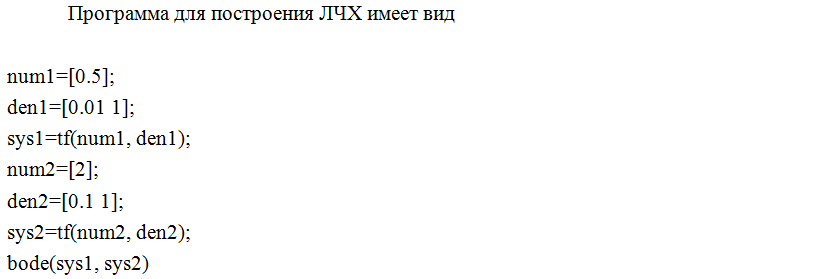 Программа для построения ЛЧХ имеет вид
num1=[0.5];
den1=[0.01 1];
sys1=tf(num1, den1);
num2=[2];
den2=[0.1 1];
sys2=tf(num2, den2);
bode(sys1, sys2)